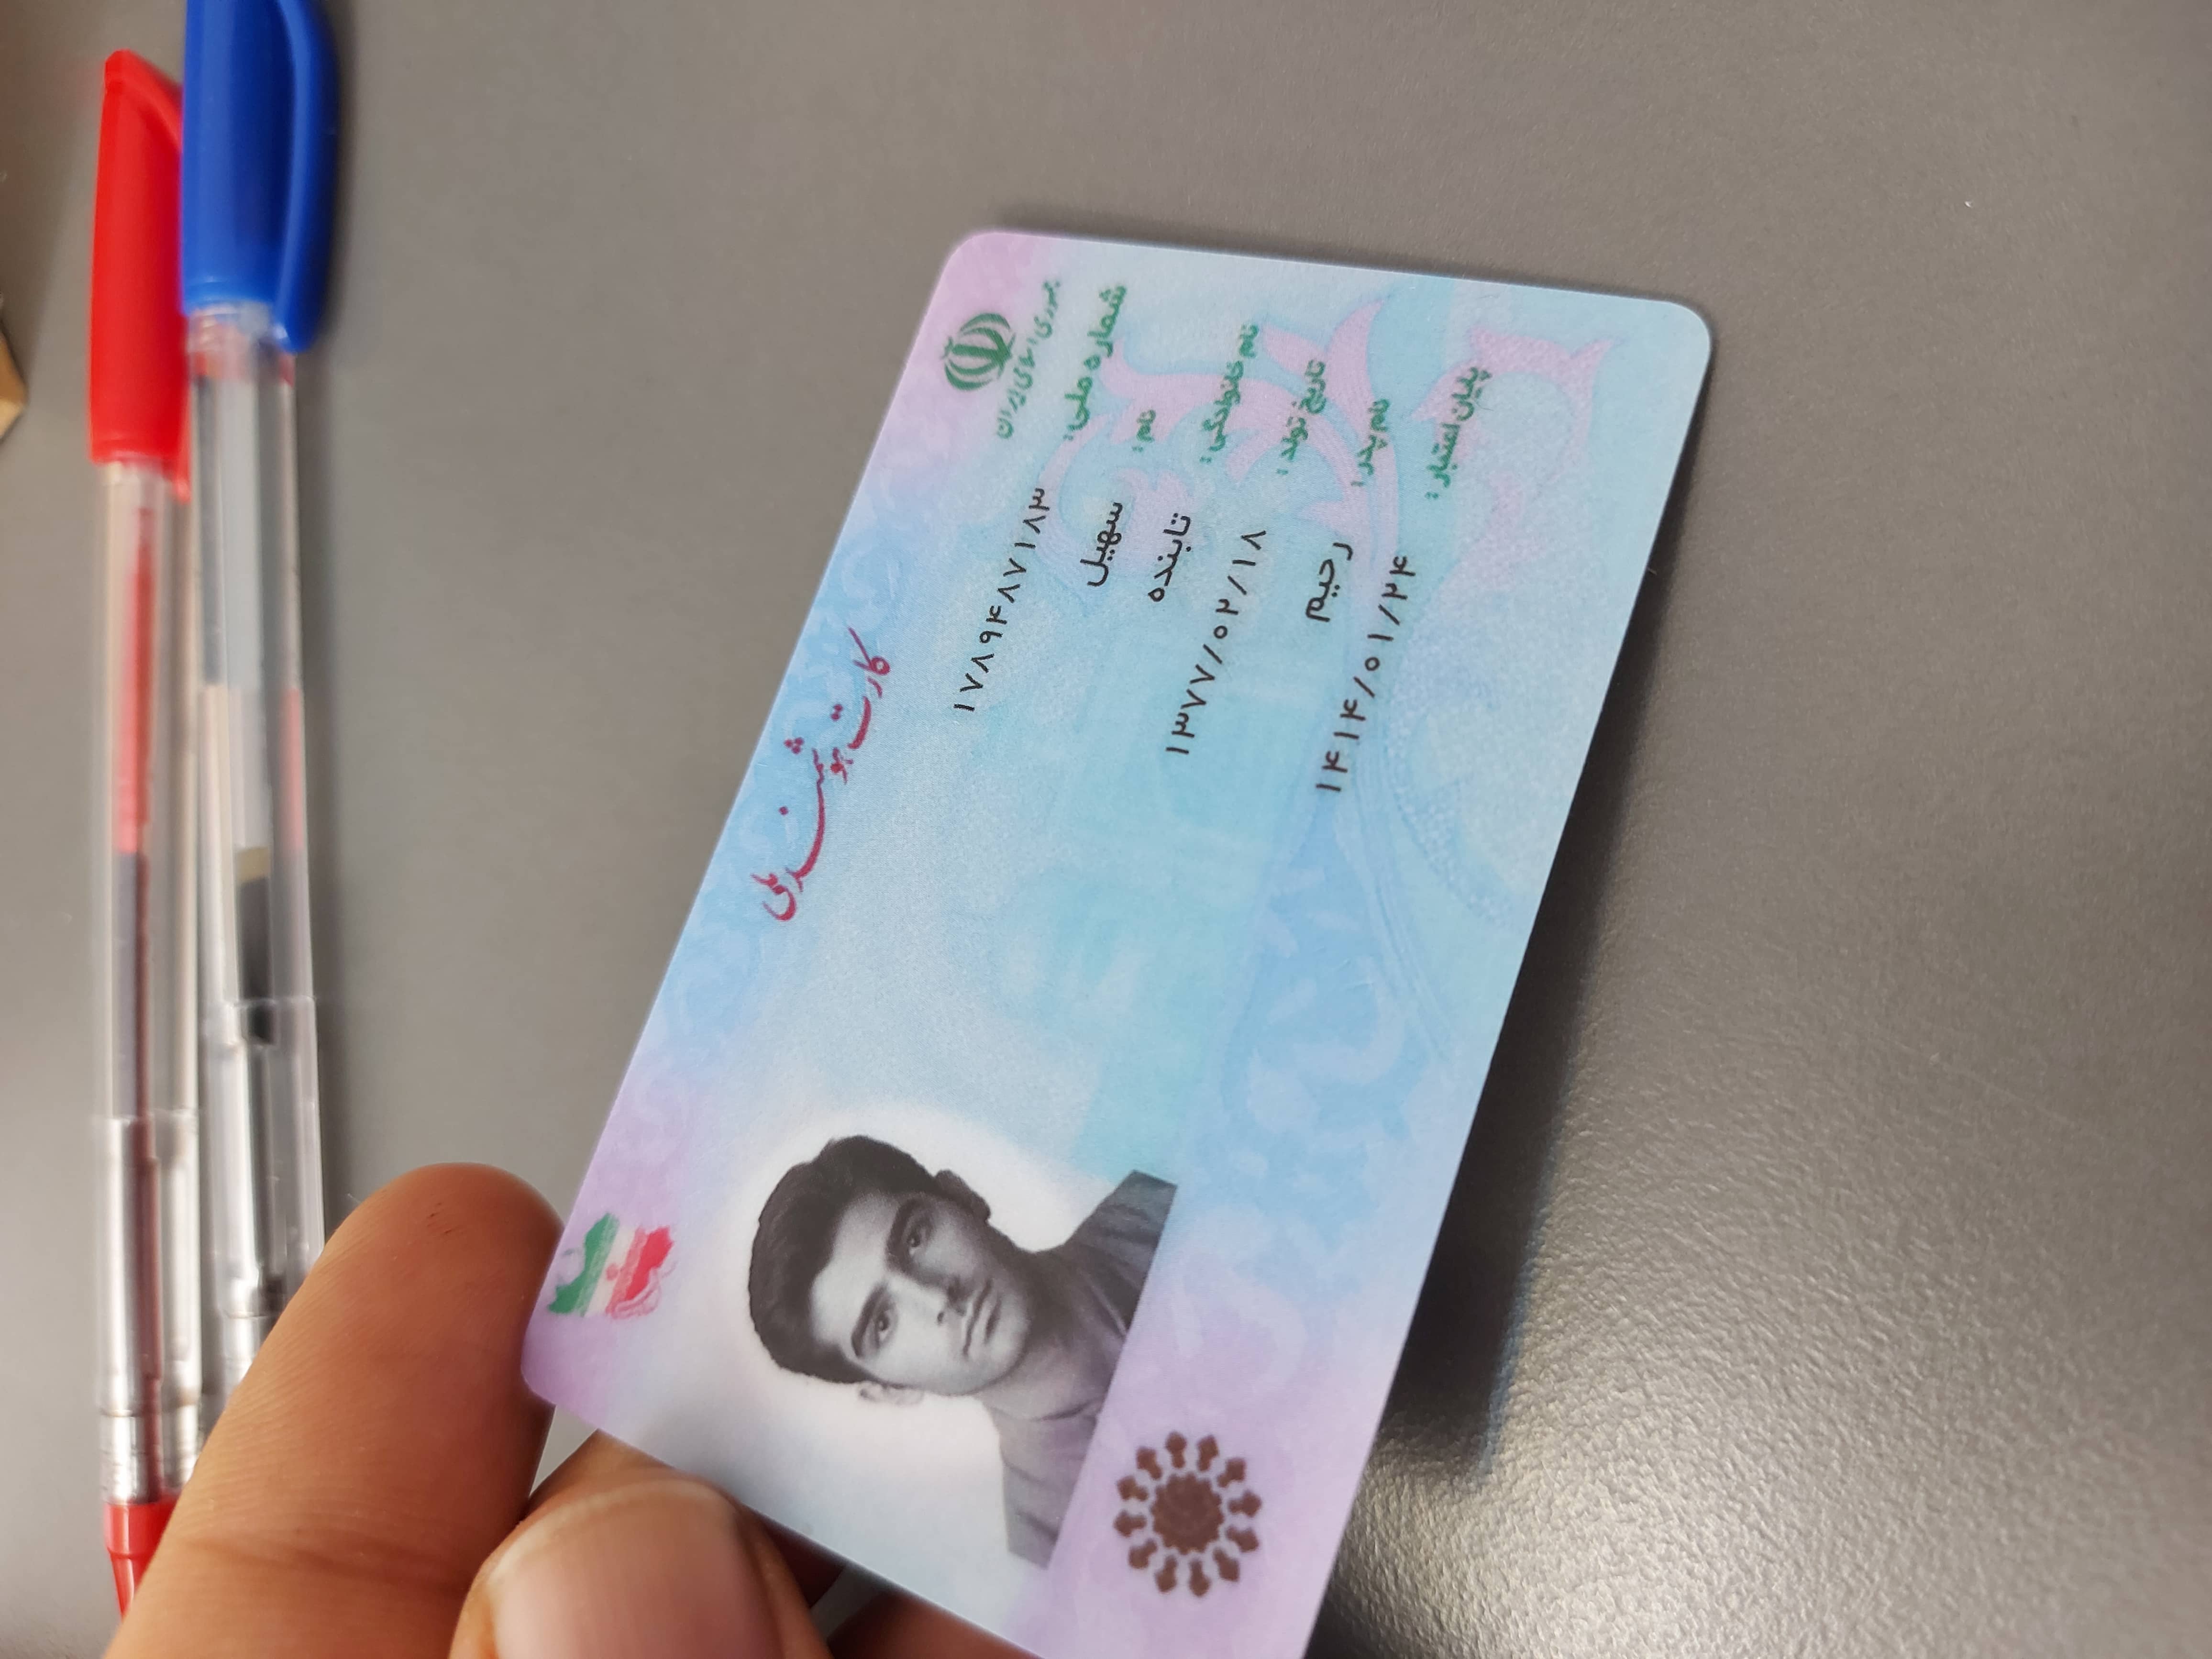 جمهوری اسلامی ایران
کارت هوشمند ملی
شماره ملی: ۱۷۸۹۴۸۷۱۸۳
نام: سهیل
نام خانوادگی: تابنده
تاریخ تولد: ۱۳۷۷/۰۲/۱۸
نام پدر: رحیم
پایان اعتبار: ۱۴۱۴/۰۱/۲۴